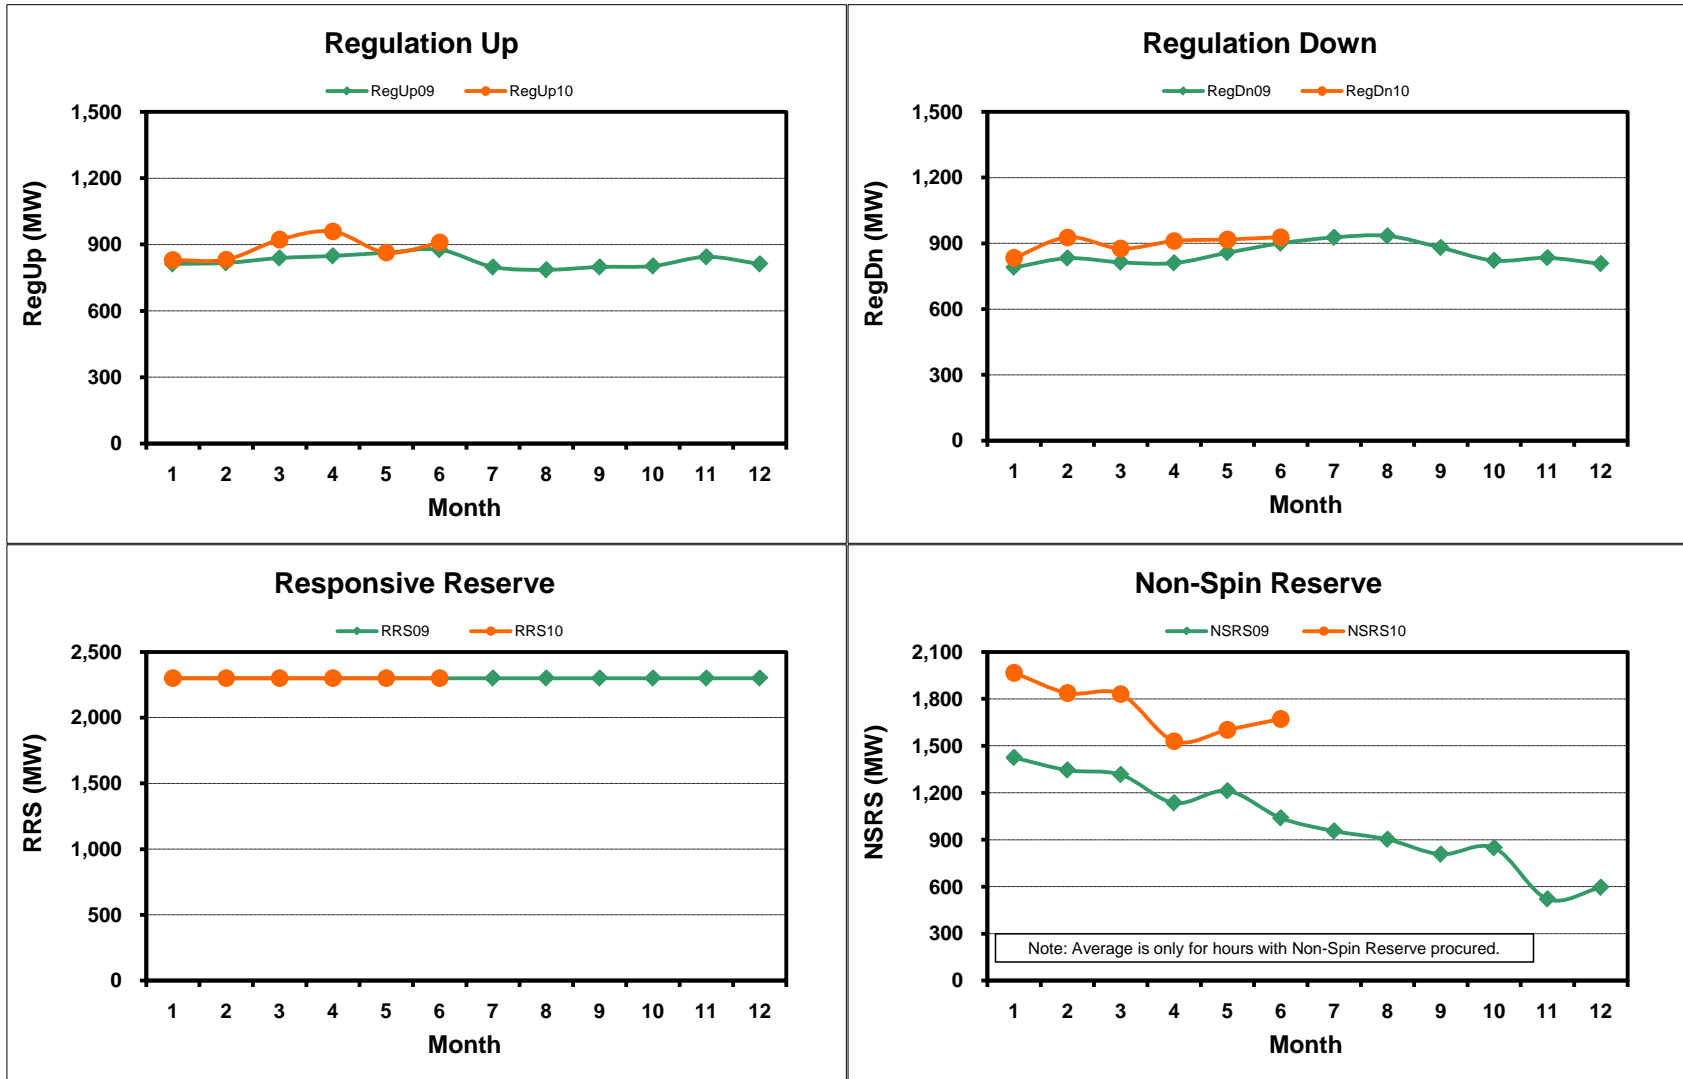 Regulation Up
RegUp09 RegUp10
1,500
1,200
900
600
300
0
RegUp (MW)
1 2 3 4 5 6 7 8 9 10 11 12
Month
Regulation Down
RegDn09 RegDn10
1,500
1,200
900
600
300
0
RegDn (MW)
1 2 3 4 5 6 7 8 9 10 11 12
Month
Responsive Reserve
RRS09 RRS10
2,500
2,000
1,500
1,000
500
0
RRS (MW)
1 2 3 4 5 6 7 8 9 10 11 12
Month
Non-Spin Reserve
NSRS09 NSRS10
2,100
1,800
1,500
1,200
900
600
300
0
NSRS (MW)
Note: Average is only for hours with Non-Spin Reserve procured.
1 2 3 4 5 6 7 8 9 10 11 12
Month